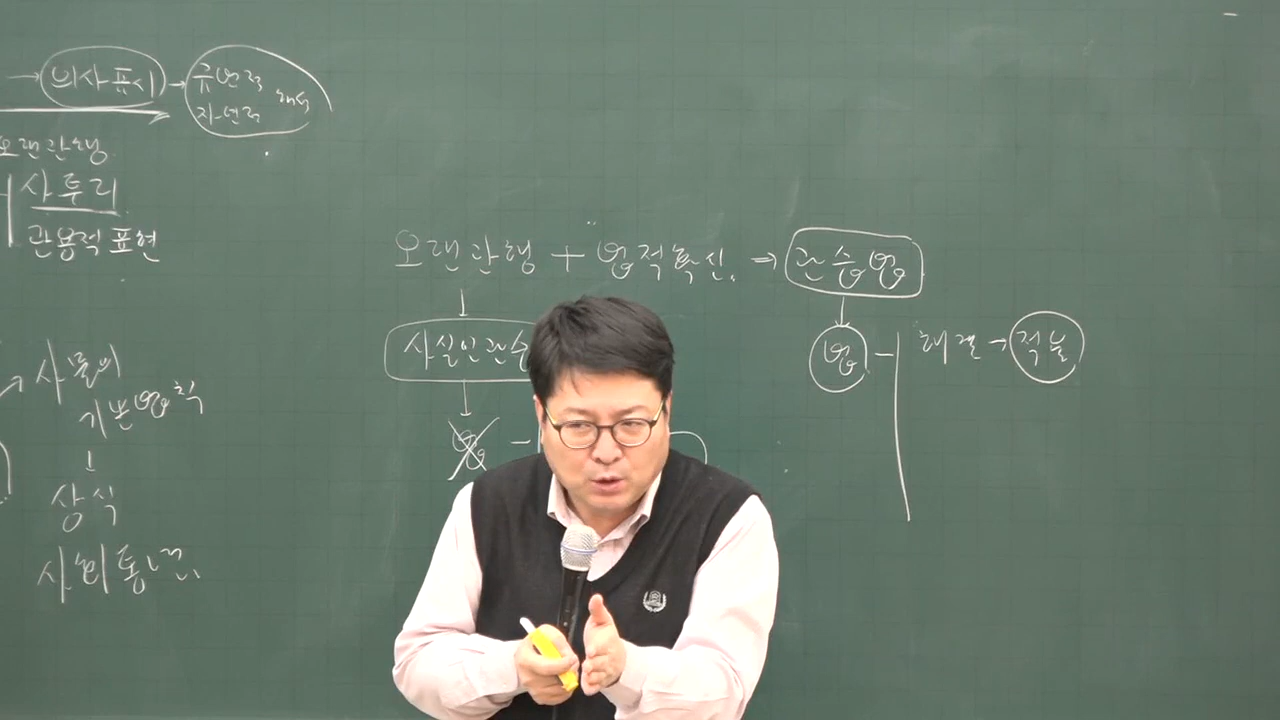 → 의사표시 → 규범적
자연적 해석
오랜관행
사투리
관용적 표현
오랜관행 + 법적확신. ⇒ 관습법
↓
사실인관습
↓
법 -
법 - 해결 → 적용
사물의
기본법칙
↓
상식
사회통념..